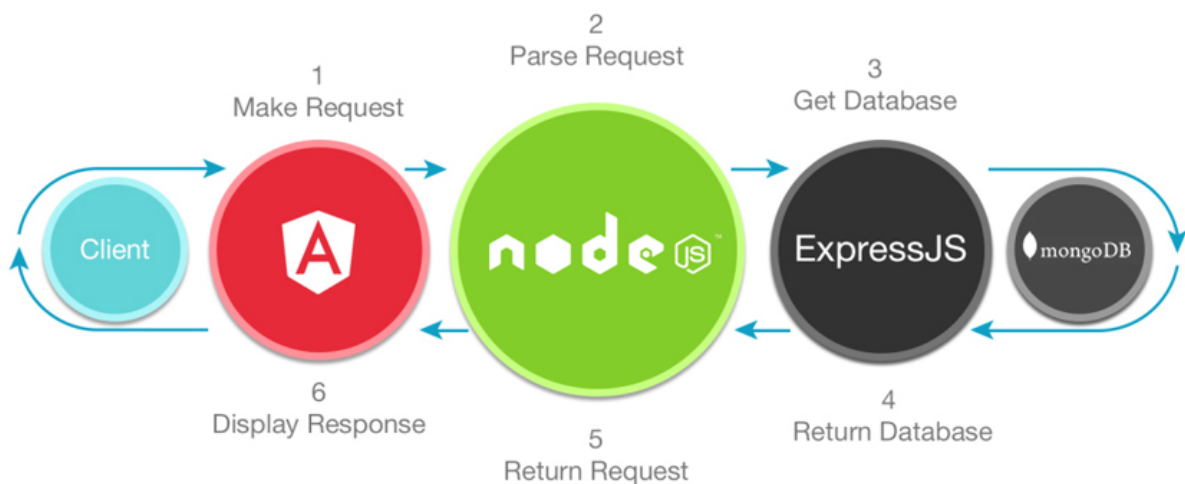 1
Make Request
2
Parse Request
3
Get Database
Client
A
node
JS
™
ExpressJS
mongoDB
6
Display Response
5
Return Request
4
Return Database